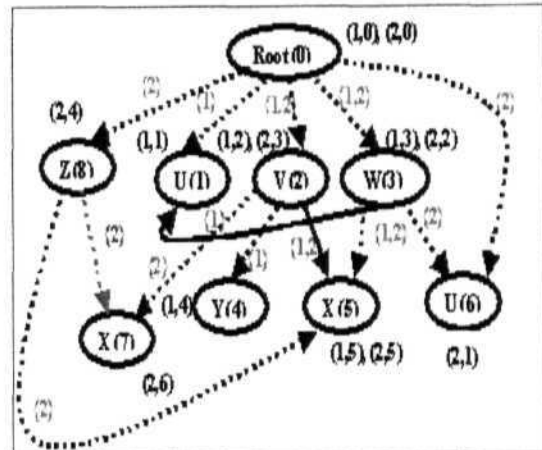 (1,0), (2,0)
Root(0)
(2)
(1)
(1,2)
(1,2)
(2)
(2,4)
(1,1)
(1,2), (2,3)
(1,3), (2,2)
Z(8)
U(1)
V(2)
W(3)
(1)
(2)
(2)
(1)
(1,2)
(1,2)
(2)
(1,4)
Y(4)
X(5)
U(6)
X(7)
(1,5), (2,5)
(2,1)
(2,6)
(2)